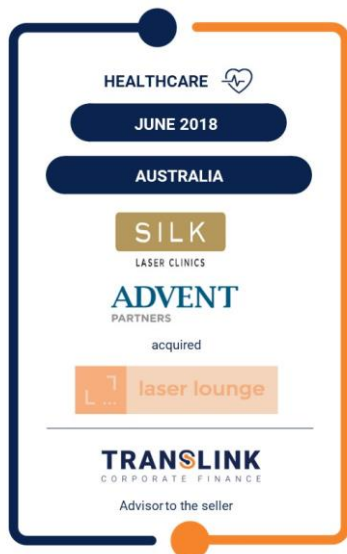 HEALTHCARE
JUNE 2018
AUSTRALIA
SILK
LASER CLINICS
ADVENT
PARTNERS
acquired
laser lounge
TRANSLINK
CORPORATE FINANCE
Advisor to the seller